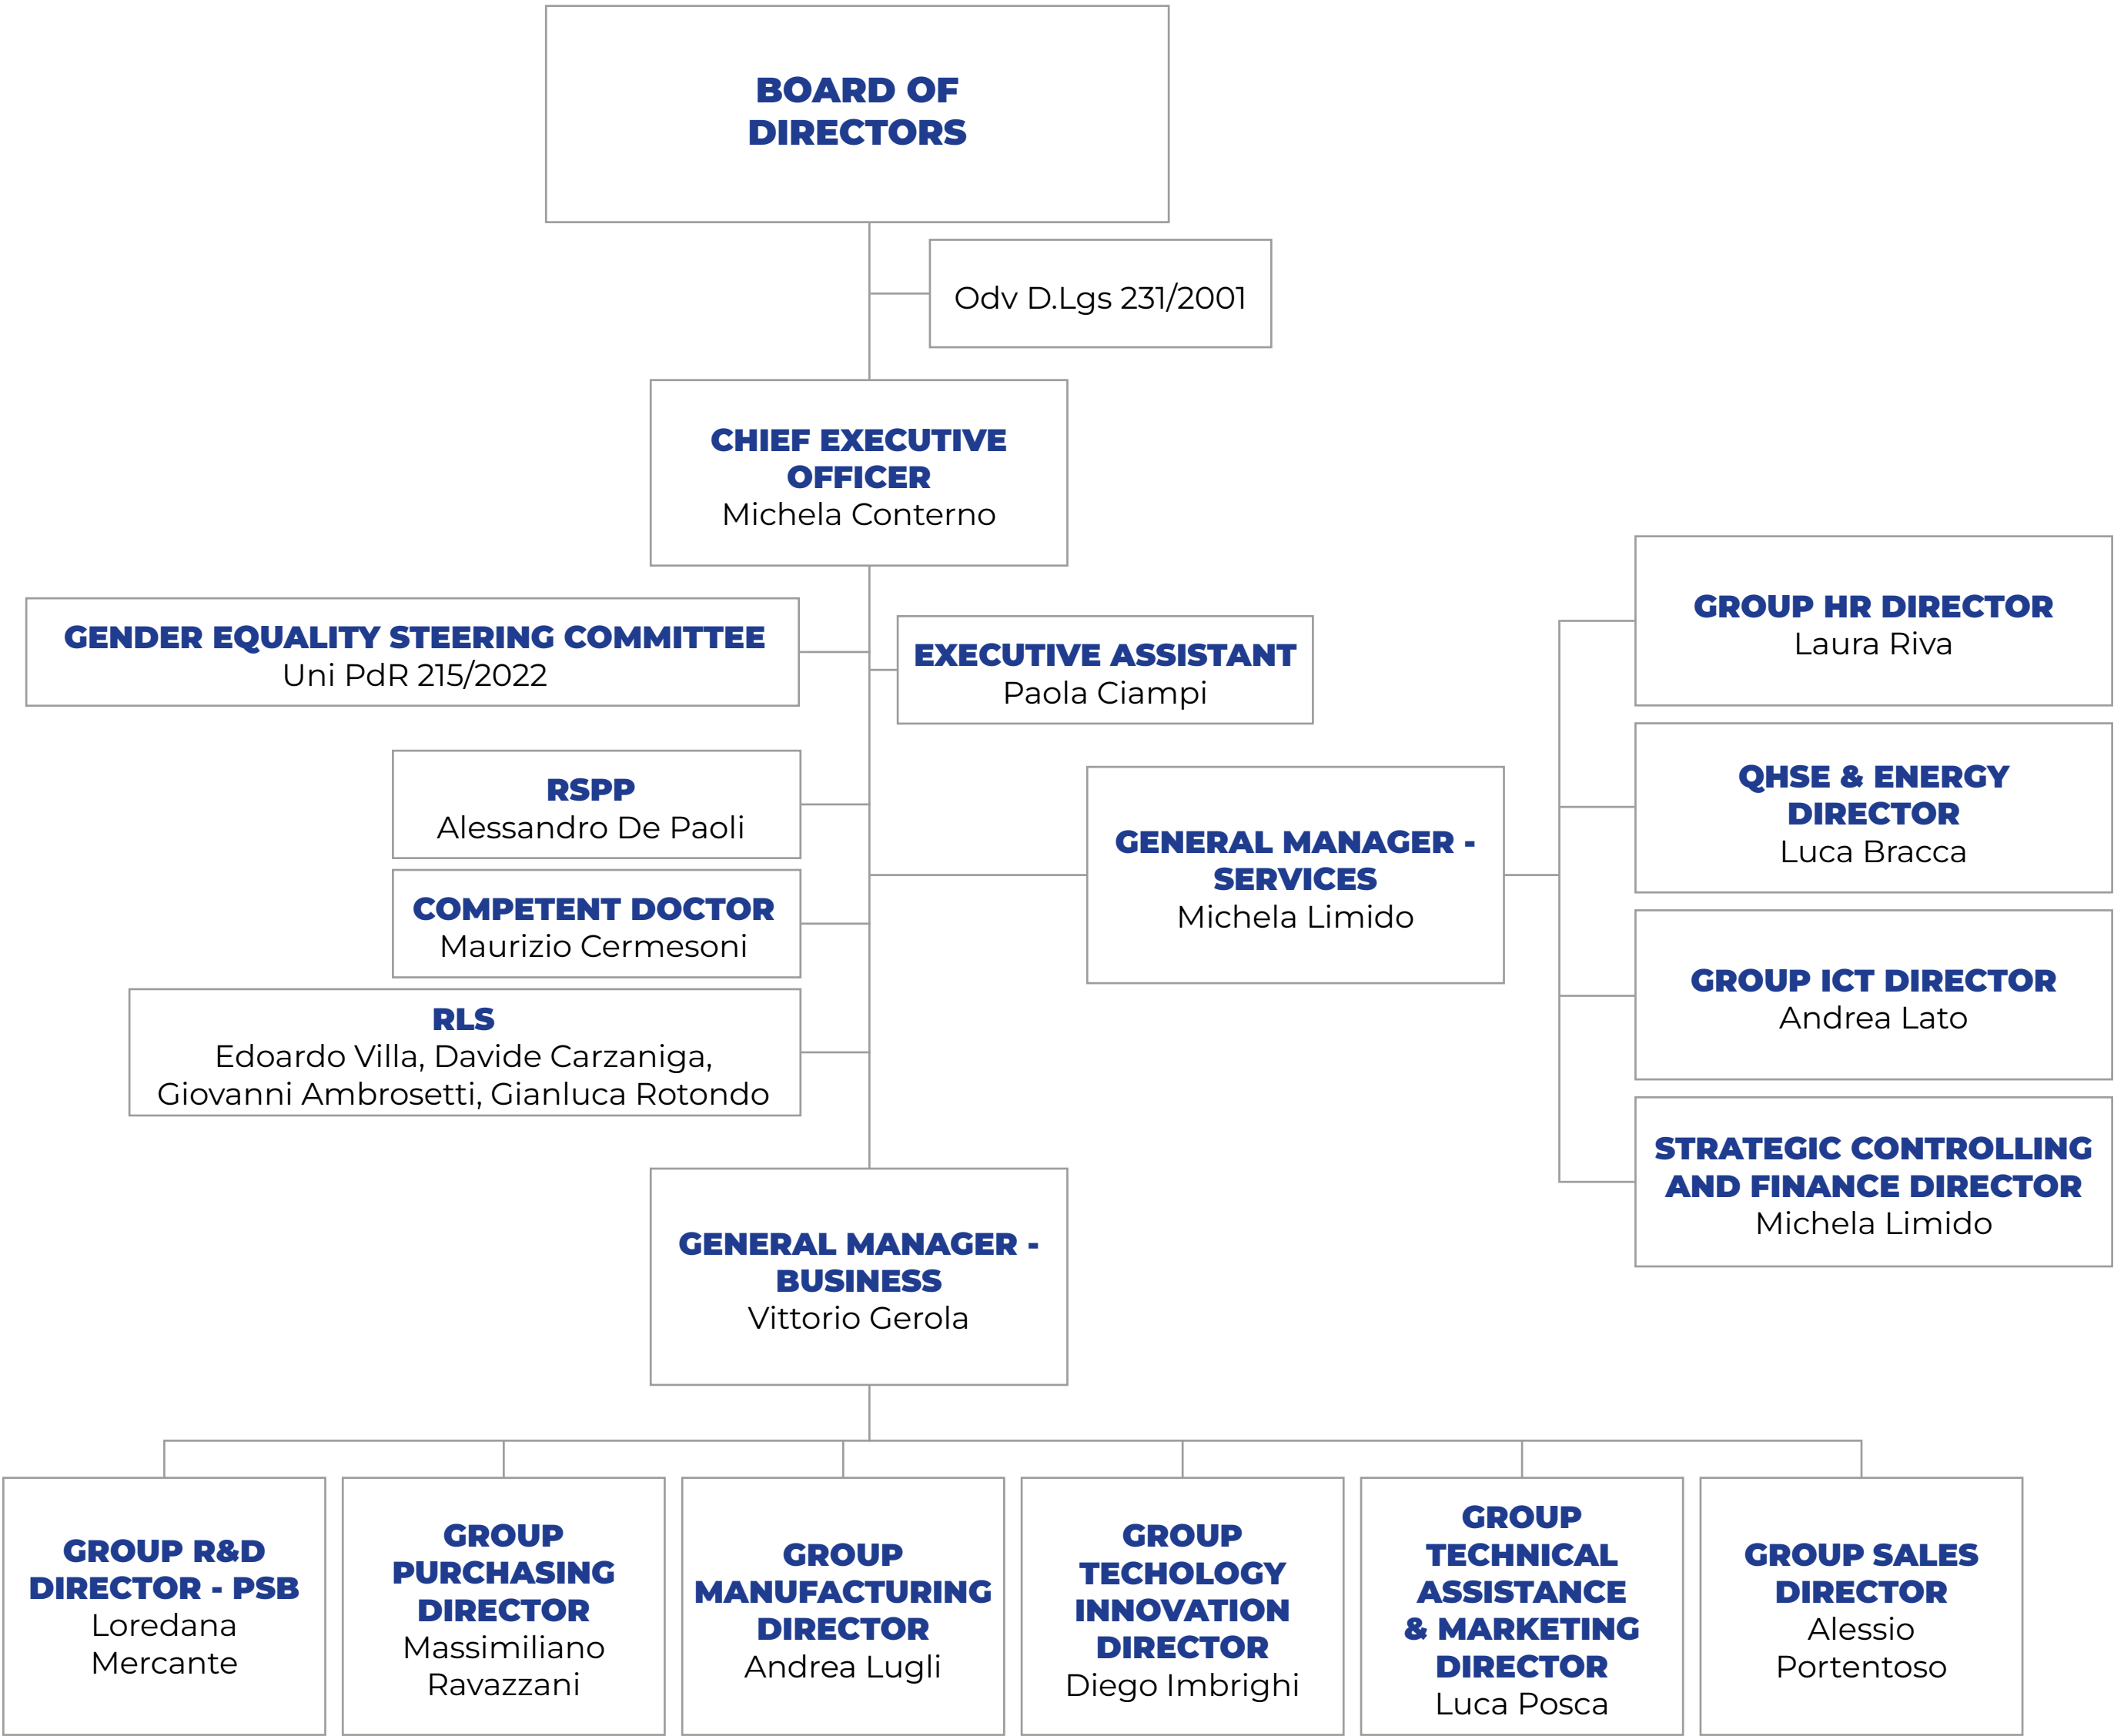 BOARD OF
DIRECTORS
Odv D.Lgs 231/2001
CHIEF EXECUTIVE
OFFICER
Michela Conterno
GENDER EQUALITY STEERING COMMITTEE
Uni PdR 215/2022
EXECUTIVE ASSISTANT
Paola Ciampi
RSPP
Alessandro De Paoli
COMPETENT DOCTOR
Maurizio Cermesoni
RLS
Edoardo Villa, Davide Carzaniga,
Giovanni Ambrosetti, Gianluca Rotondo
GENERAL MANAGER -
SERVICES
Michela Limido
GROUP HR DIRECTOR
Laura Riva
QHSE & ENERGY
DIRECTOR
Luca Bracca
GROUP ICT DIRECTOR
Andrea Lato
STRATEGIC CONTROLLING
AND FINANCE DIRECTOR
Michela Limido
GENERAL MANAGER -
BUSINESS
Vittorio Gerola
GROUP R&D
DIRECTOR - PSB
Loredana
Mercante
GROUP
PURCHASING
DIRECTOR
Massimiliano
Ravazzani
GROUP
MANUFACTURING
DIRECTOR
Andrea Lugli
GROUP
TECHOLOGY
INNOVATION
DIRECTOR
Diego Imbrighi
GROUP
TECHNICAL
ASSISTANCE
& MARKETING
DIRECTOR
Luca Posca
GROUP SALES
DIRECTOR
Alessio
Portentoso